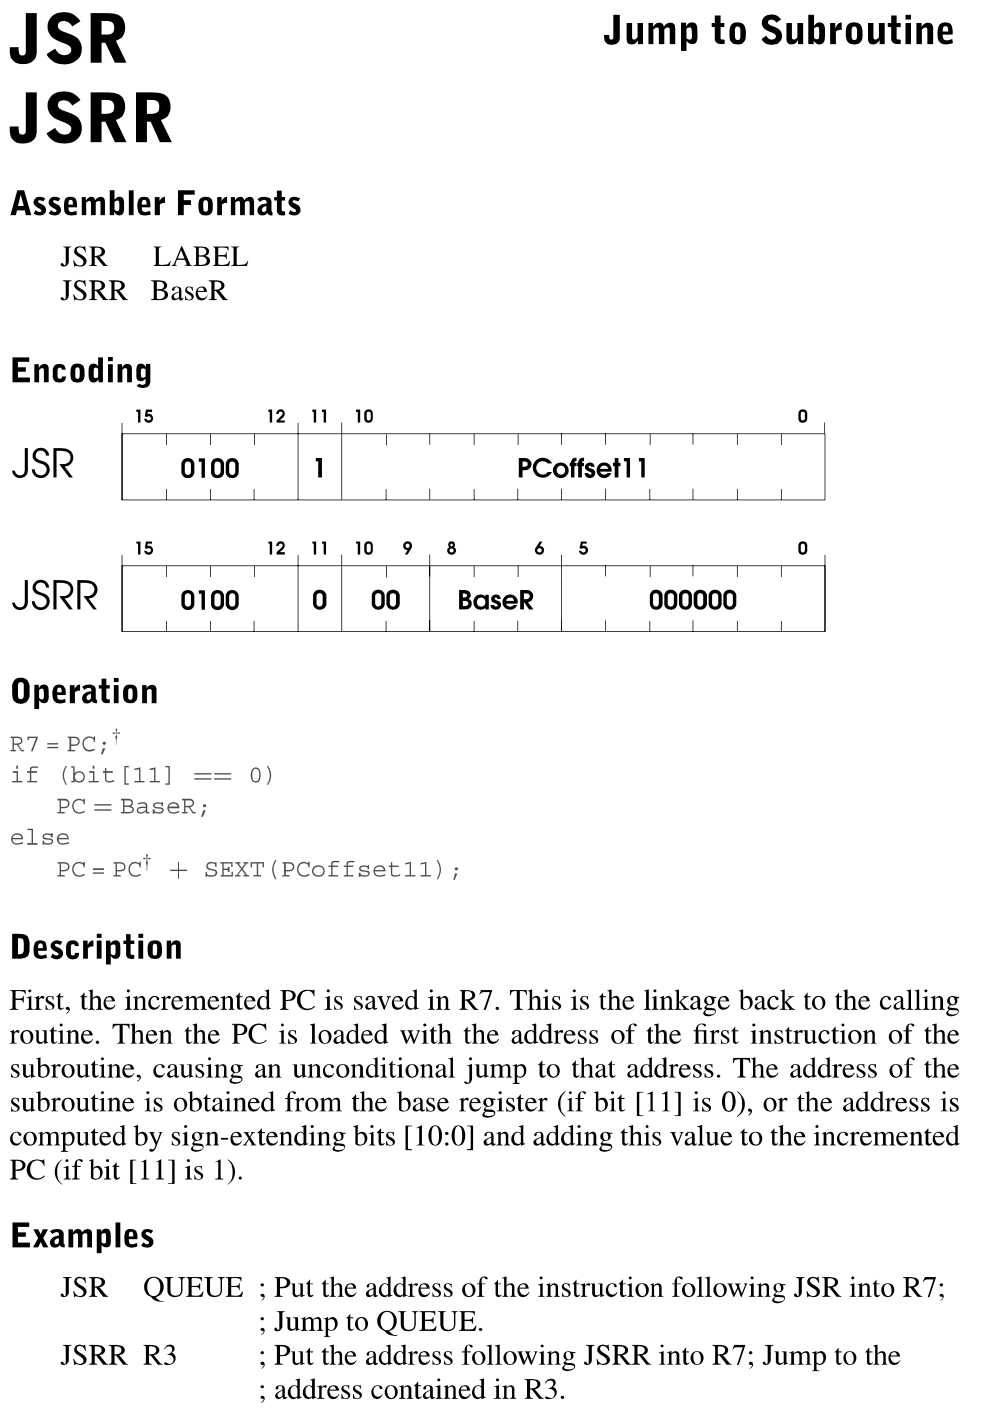 JSR
Jump to Subroutine
JSRR
Assembler Formats
JSR LABEL
JSRR BaseR
Encoding
15 12 11 10 0
JSR 0100 1 PCoffset11
15 12 11 10 9 8 6 5 0
JSRR 0100 0 00 BaseR 000000
Operation
R7 = PC;†
if (bit[11] == 0)
PC = BaseR;
else
PC = PC† + SEXT(PCoffset11);
Description
First, the incremented PC is saved in R7. This is the linkage back to the calling
routine. Then the PC is loaded with the address of the first instruction of the
subroutine, causing an unconditional jump to that address. The address of the
subroutine is obtained from the base register (if bit [11] is 0), or the address is
computed by sign-extending bits [10:0] and adding this value to the incremented
PC (if bit [11] is 1).
Examples
JSR QUEUE ; Put the address of the instruction following JSR into R7;
; Jump to QUEUE.
JSRR R3 ; Put the address following JSRR into R7; Jump to the
; address contained in R3.